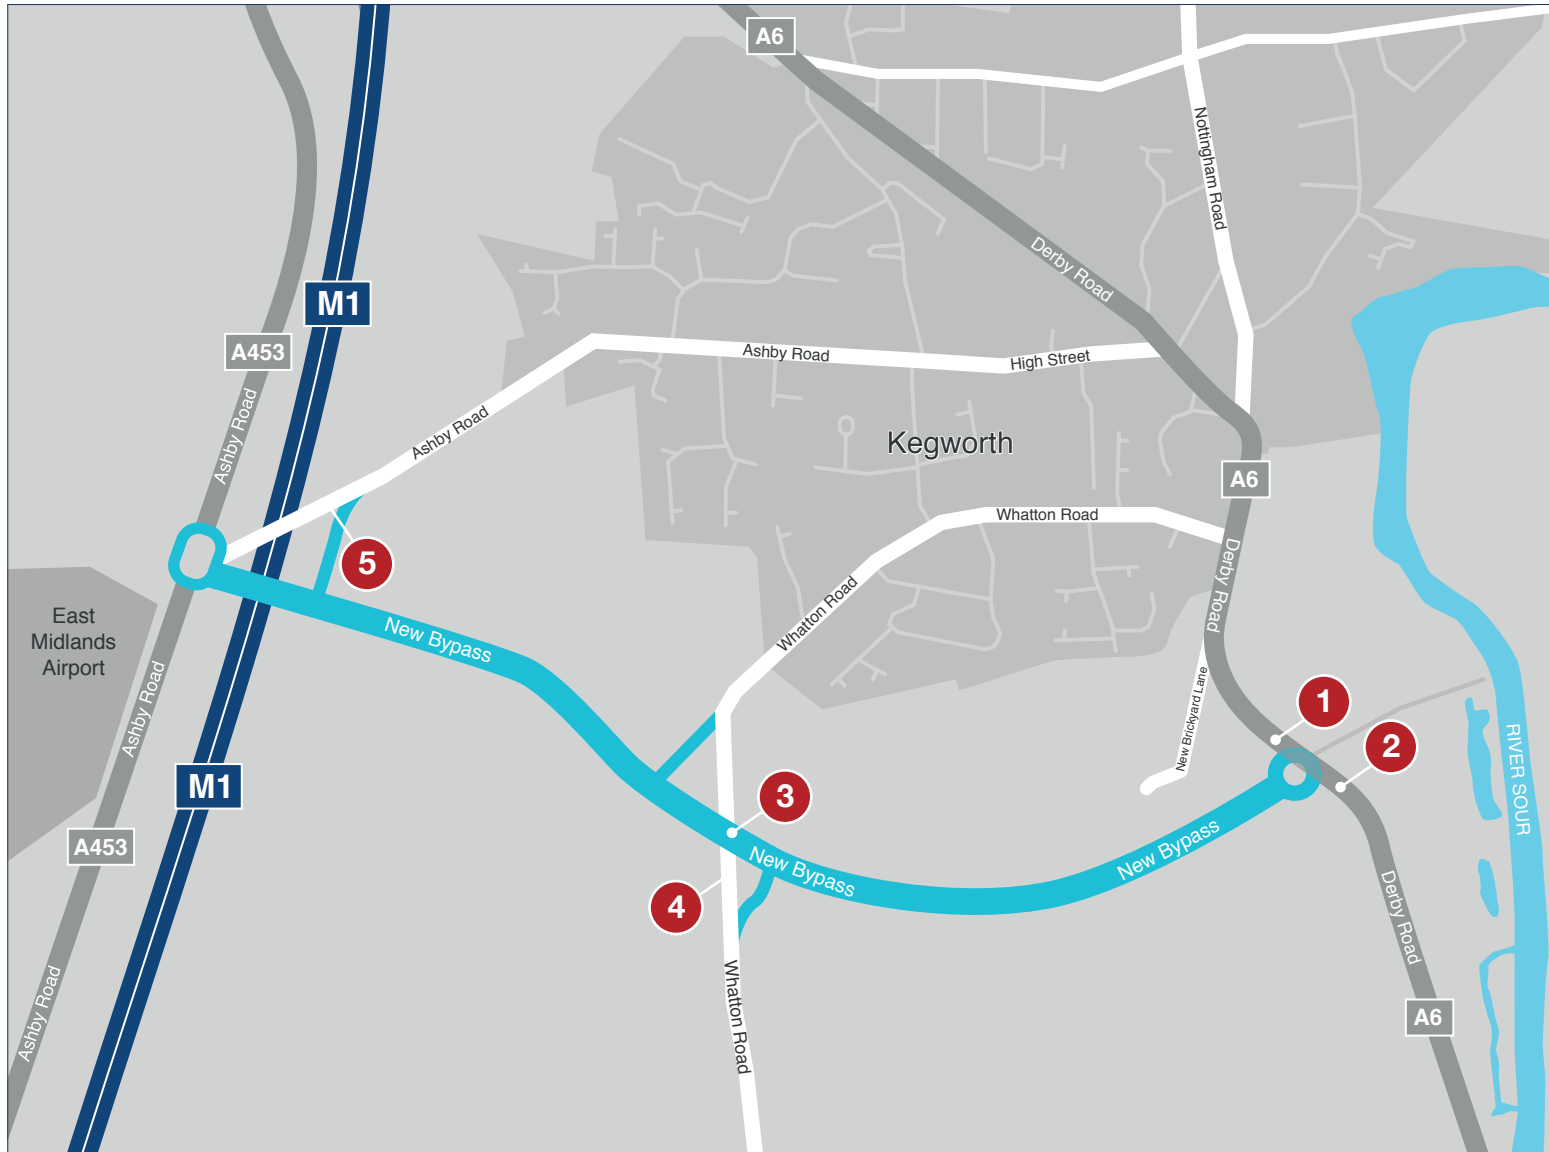 A6
Nottingham Road
Derby Road
M1
A453
Ashby Road
High Street
Ashby Road
Ashby Road
Kegworth
A6
Whatton Road
5
Derby Road
East
Midlands
Airport
New Bypass
Whatton Road
Ashby Road
New Brickyard Lane
1
2
RIVER SOUR
M1
3
A453
New Bypass
New Bypass
4
Derby Road
Whatton Road
Ashby Road
A6